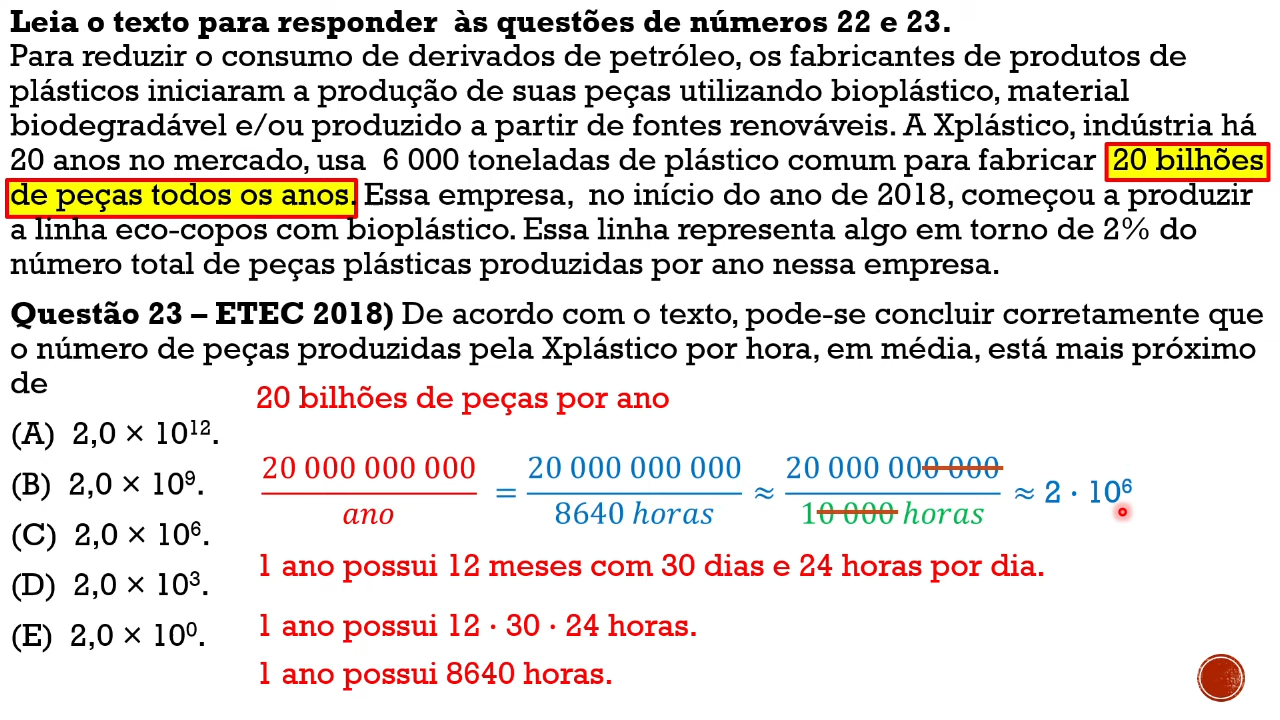 Leia o texto para responder às questões de números 22 e 23.
Para reduzir o consumo de derivados de petróleo, os fabricantes de produtos de
plásticos iniciaram a produção de suas peças utilizando bioplástico, material
biodegradável e/ou produzido a partir de fontes renováveis. A Xplástico, indústria há
20 anos no mercado, usa 6 000 toneladas de plástico comum para fabricar 20 bilhões
de peças todos os anos. Essa empresa, no início do ano de 2018, começou a produzir
a linha eco-copos com bioplástico. Essa linha representa algo em torno de 2% do
número total de peças plásticas produzidas por ano nessa empresa.
Questão 23 – ETEC 2018) De acordo com o texto, pode-se concluir corretamente que
o número de peças produzidas pela Xplástico por hora, em média, está mais próximo
de
20 bilhões de peças por ano
(A) 2,0 × 10¹².
(B) 2,0 × 10⁹.
(C) 2,0 × 10⁶.
(D) 2,0 × 10³.
(E) 2,0 × 10⁰.
20 000 000 000 / ano = 20 000 000 000 / 8640 horas ≈ 20 000 000 000 / 10 000 horas ≈ 2 · 10⁶
1 ano possui 12 meses com 30 dias e 24 horas por dia.
1 ano possui 12 · 30 · 24 horas.
1 ano possui 8640 horas.